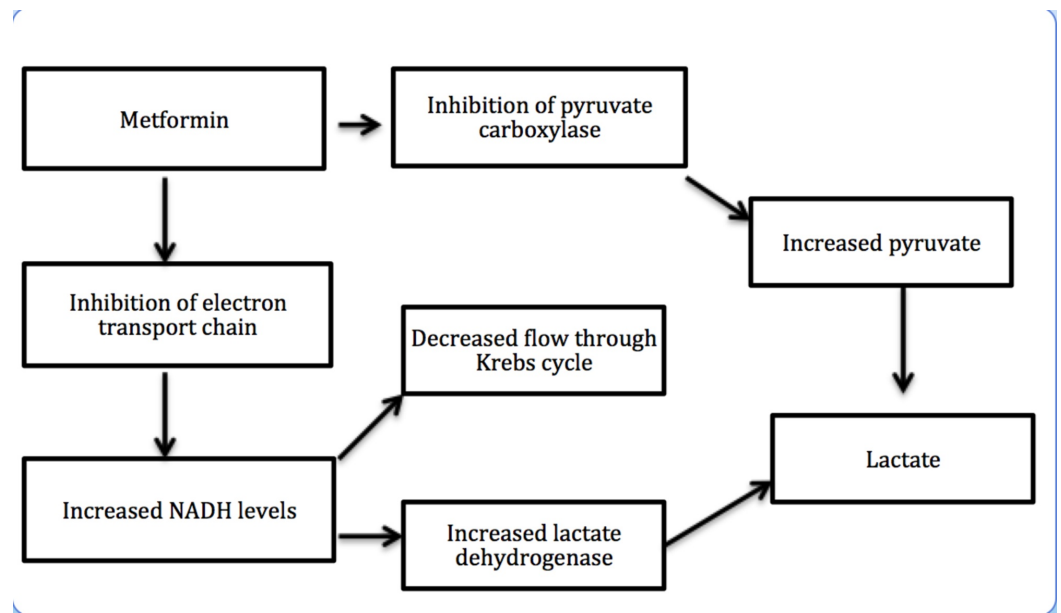 Metformin
Inhibition of pyruvate
carboxylase
Increased pyruvate
Inhibition of electron
transport chain
Decreased flow through
Krebs cycle
Lactate
Increased NADH levels
Increased lactate
dehydrogenase